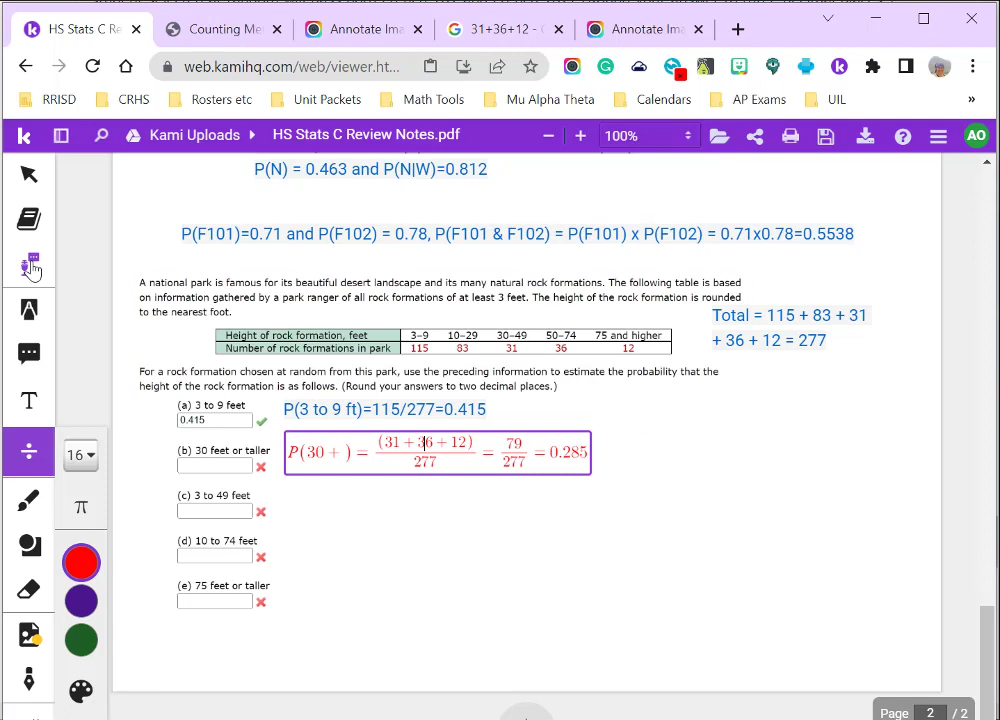 HS Stats C Re
Counting Me
Annotate Ima
31+36+12 - G
Annotate Ima
web.kamihq.com/web/viewer.ht...
RRISD
CRHS
Rosters etc
Unit Packets
Math Tools
Mu Alpha Theta
Calendars
AP Exams
UIL
»
Kami Uploads
HS Stats C Review Notes.pdf
100%
AO
P(N) = 0.463 and P(N|W)=0.812
P(F101)=0.71 and P(F102) = 0.78, P(F101 & F102) = P(F101) x P(F102) = 0.71x0.78=0.5538
A national park is famous for its beautiful desert landscape and its many natural rock formations. The following table is based
on information gathered by a park ranger of all rock formations of at least 3 feet. The height of the rock formation is rounded
to the nearest foot.
Total = 115 + 83 + 31
+ 36 + 12 = 277
Height of rock formation, feet 3–9 10–29 30–49 50–74 75 and higher
Number of rock formations in park 115 83 31 36 12
For a rock formation chosen at random from this park, use the preceding information to estimate the probability that the
height of the rock formation is as follows. (Round your answers to two decimal places.)
(a) 3 to 9 feet
0.415
P(3 to 9 ft)=115/277=0.415
(b) 30 feet or taller
P(30 + ) = (31 + 36 + 12)/277 = 79/277 = 0.285
(c) 3 to 49 feet
(d) 10 to 74 feet
(e) 75 feet or taller
16
π
T
Page 2 / 2